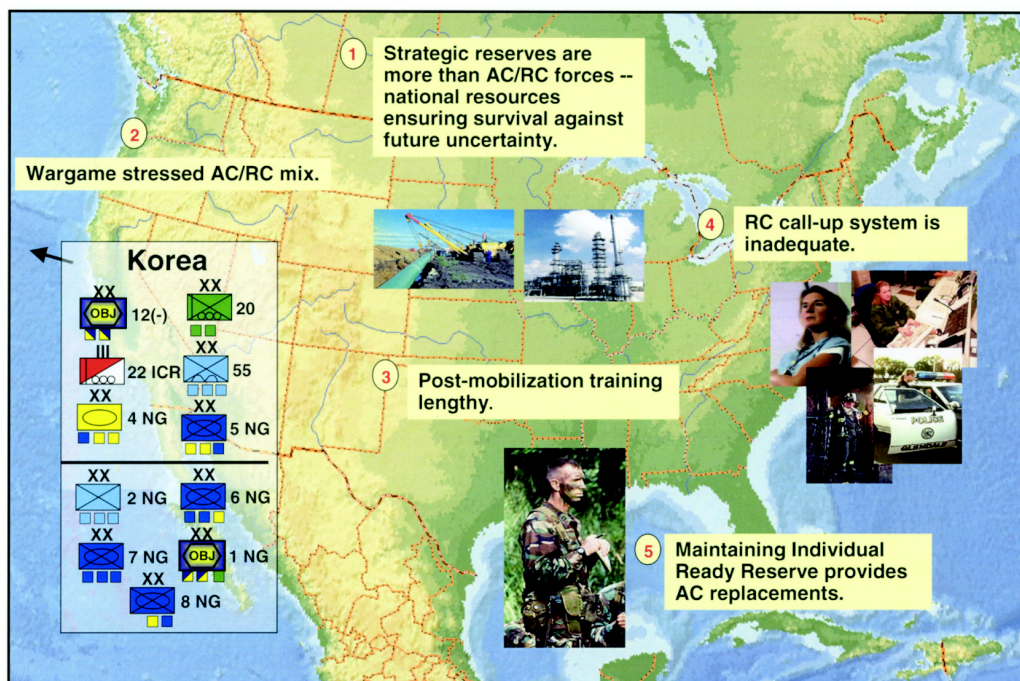 1
Strategic reserves are
more than AC/RC forces --
national resources
ensuring survival against
future uncertainty.
2
Wargame stressed AC/RC mix.
4
RC call-up system is
inadequate.
Korea
XX
OBJ
12(-)
XX
20
III
22 ICR
XX
55
XX
4 NG
XX
5 NG
XX
2 NG
XX
6 NG
XX
7 NG
XX
OBJ
1 NG
XX
8 NG
3
Post-mobilization training
lengthy.
POLICE
GLENDALE
5
Maintaining Individual
Ready Reserve provides
AC replacements.